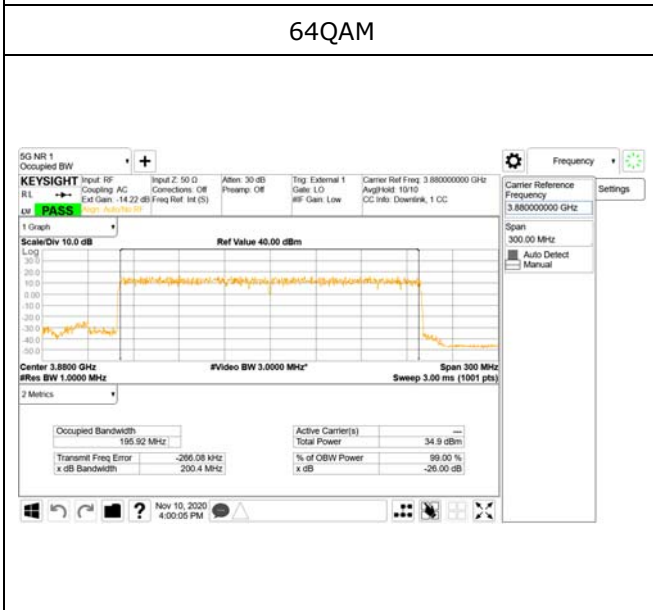 64QAM
5G NR 1
Occupied BW
Frequency
KEYSIGHT
Input: RF
Input Z: 50 Ω
Atten: 30 dB
Trig: External 1
Carrier Ref Freq: 3.880000000 GHz
RL
Coupling: AC
Corrections: Off
Preamp: Off
Gate: LO
Avg|Hold: 10/10
Ext Gain: -14.22 dB
Freq Ref: Int (S)
#IF Gain: Low
CC Info: Downlink, 1 CC
PASS
Align: Auto/No RF
Carrier Reference
Frequency
3.880000000 GHz
Settings
Span
300.00 MHz
Auto Detect
Manual
1 Graph
Scale/Div 10.0 dB
Ref Value 40.00 dBm
Log
30.0
20.0
10.0
0.00
-10.0
-20.0
-30.0
-40.0
-50.0
Center 3.8800 GHz
#Video BW 3.0000 MHz*
Span 300 MHz
#Res BW 1.0000 MHz
Sweep 3.00 ms (1001 pts)
2 Metrics
Occupied Bandwidth
195.92 MHz
Active Carrier(s)
---
Total Power
34.9 dBm
Transmit Freq Error
-266.08 kHz
% of OBW Power
99.00 %
x dB Bandwidth
200.4 MHz
x dB
-26.00 dB
?
Nov 10, 2020
4:00:05 PM